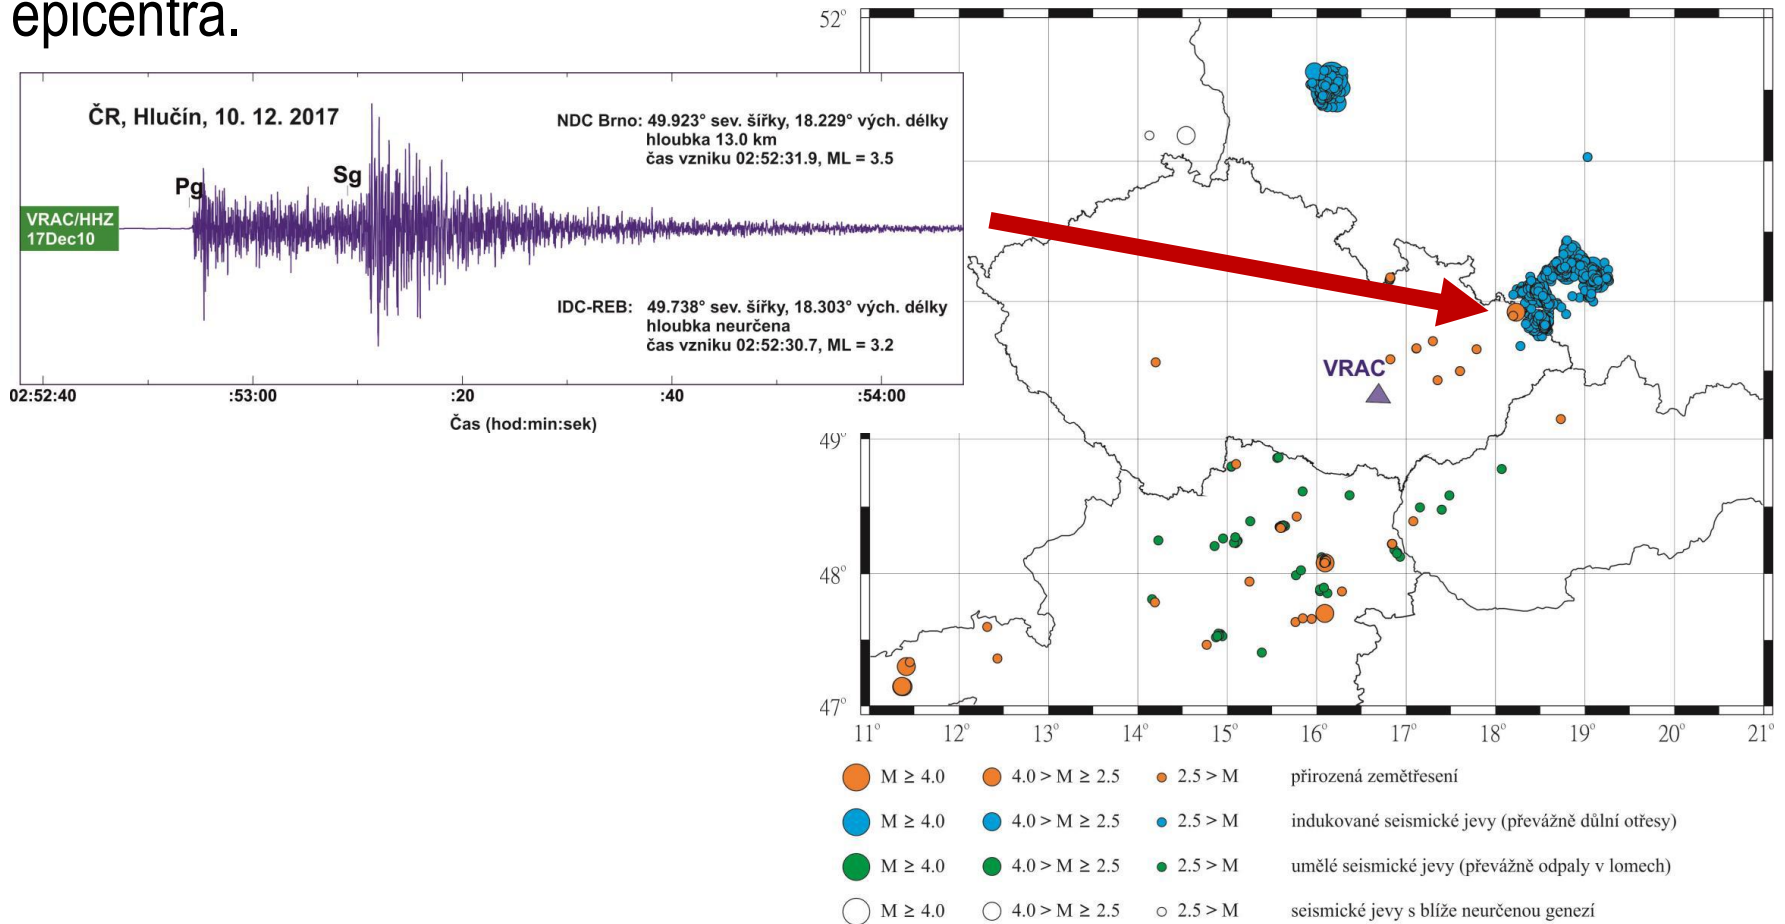 epicentra.
ČR, Hlučín, 10. 12. 2017
NDC Brno: 49.923° sev. šířky, 18.229° vých. délky
hloubka 13.0 km
čas vzniku 02:52:31.9, ML = 3.5
Pg
Sg
VRAC/HHZ
17Dec10
IDC-REB: 49.738° sev. šířky, 18.303° vých. délky
hloubka neurčena
čas vzniku 02:52:30.7, ML = 3.2
02:52:40 :53:00 :20 :40 :54:00
Čas (hod:min:sek)
52°
VRAC
49°
48°
47°
11° 12° 13° 14° 15° 16° 17° 18° 19° 20° 21°
M ≥ 4.0 4.0 > M ≥ 2.5 2.5 > M přirozená zemětřesení
M ≥ 4.0 4.0 > M ≥ 2.5 2.5 > M indukované seismické jevy (převážně důlní otřesy)
M ≥ 4.0 4.0 > M ≥ 2.5 2.5 > M umělé seismické jevy (převážně odpaly v lomech)
M ≥ 4.0 4.0 > M ≥ 2.5 2.5 > M seismické jevy s blíže neurčenou genezí